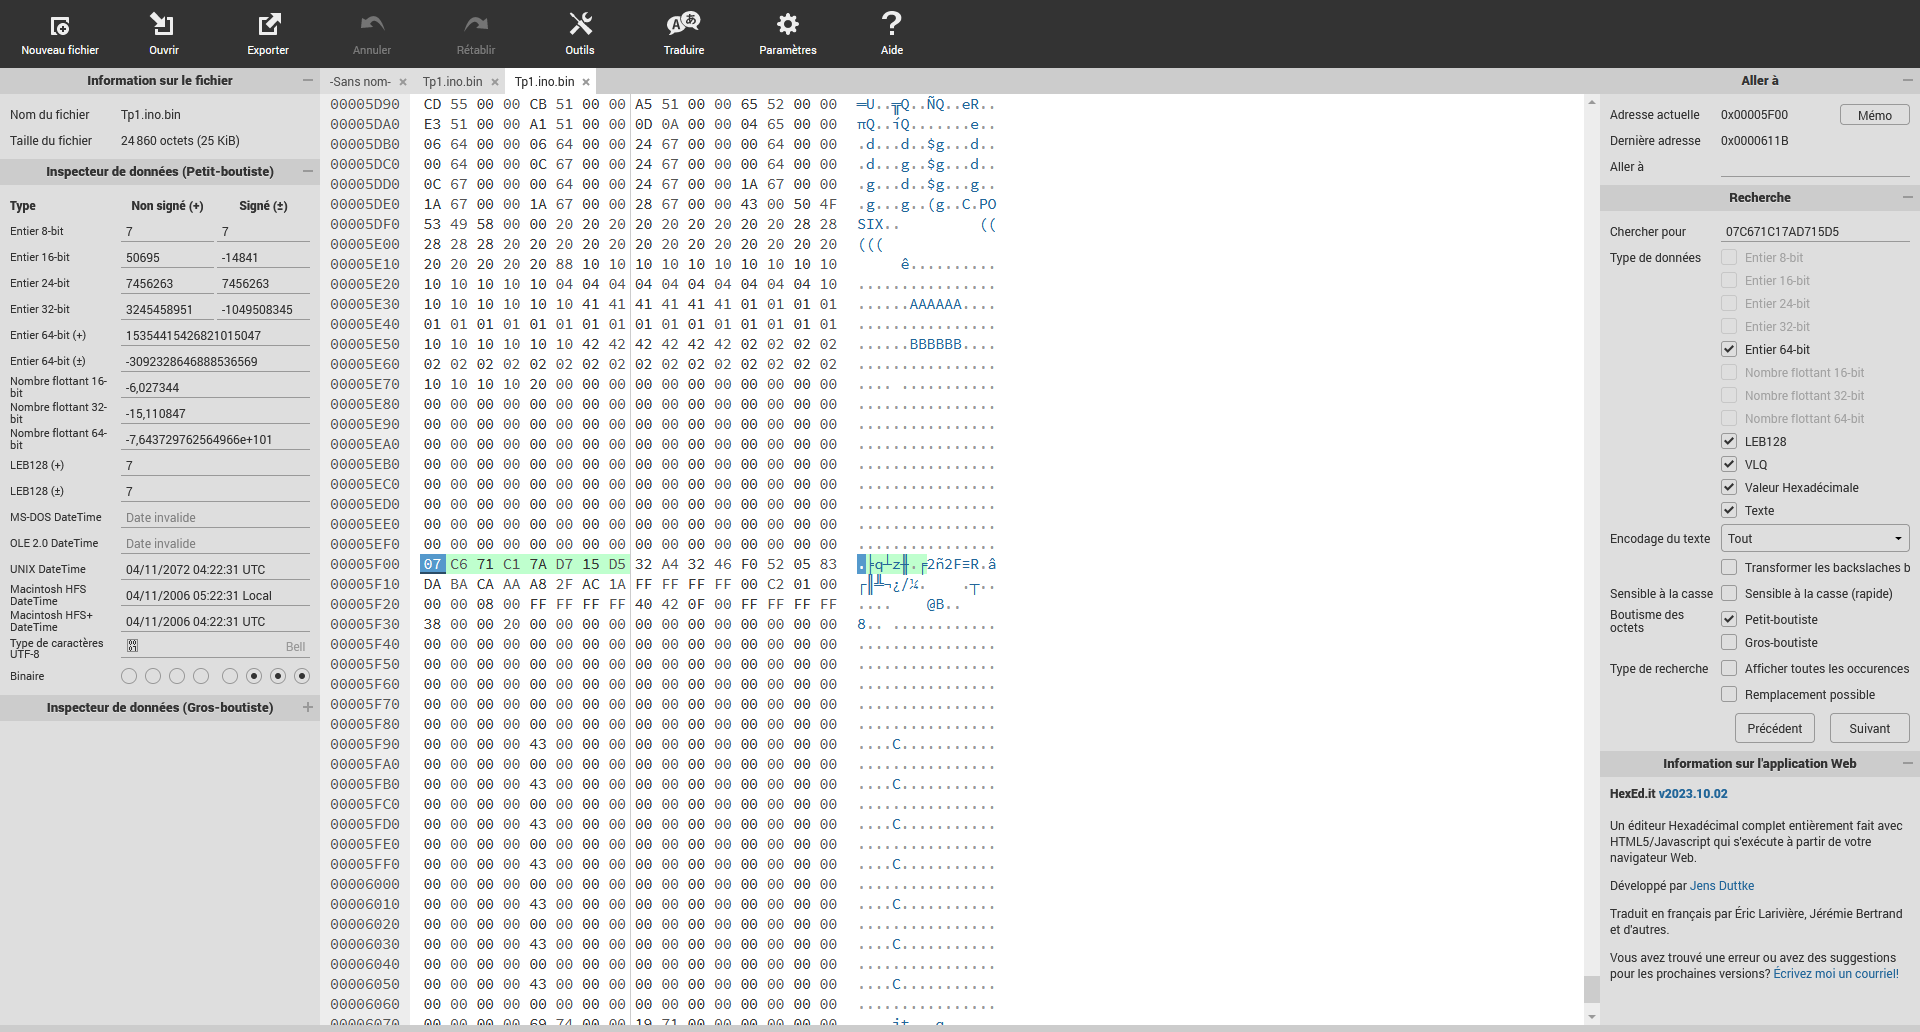 Nouveau fichier Ouvrir Exporter Annuler Rétablir Outils Traduire Paramètres Aide
Information sur le fichier
Nom du fichier Tp1.ino.bin
Taille du fichier 24 860 octets (25 KiB)
Inspecteur de données (Petit-boutiste)
Type Non signé (+) Signé (±)
Entier 8-bit 7 7
Entier 16-bit 50695 -14841
Entier 24-bit 7456263 7456263
Entier 32-bit 3245458951 -1049508345
Entier 64-bit (+) 15354415426821015047
Entier 64-bit (±) -3092328646888536569
Nombre flottant 16-bit -6,027344
Nombre flottant 32-bit -15,110847
Nombre flottant 64-bit -7,643729762564966e+101
LEB128 (+) 7
LEB128 (±) 7
MS-DOS DateTime Date invalide
OLE 2.0 DateTime Date invalide
UNIX DateTime 04/11/2072 04:22:31 UTC
Macintosh HFS DateTime 04/11/2006 05:22:31 Local
Macintosh HFS+ DateTime 04/11/2006 04:22:31 UTC
Type de caractères UTF-8 Bell
Binaire
Inspecteur de données (Gros-boutiste)
-Sans nom- Tp1.ino.bin Tp1.ino.bin
00005D90 CD 55 00 00 CB 51 00 00 A5 51 00 00 65 52 00 00 ═U..╦Q..ÑQ..eR..
00005DA0 E3 51 00 00 A1 51 00 00 0D 0A 00 00 04 65 00 00 πQ..íQ.......e..
00005DB0 06 64 00 00 06 64 00 00 24 67 00 00 00 64 00 00 .d...d..$g...d..
00005DC0 00 64 00 00 0C 67 00 00 24 67 00 00 00 64 00 00 .d...g..$g...d..
00005DD0 0C 67 00 00 00 64 00 00 24 67 00 00 1A 67 00 00 .g...d..$g...g..
00005DE0 1A 67 00 00 1A 67 00 00 28 67 00 00 43 00 50 4F .g...g..(g..C.PO
00005DF0 53 49 58 00 00 20 20 20 20 20 20 20 20 20 28 28 SIX..         ((
00005E00 28 28 28 20 20 20 20 20 20 20 20 20 20 20 20 20 (((
00005E10 20 20 20 20 20 88 10 10 10 10 10 10 10 10 10 10      ê..........
00005E20 10 10 10 10 10 04 04 04 04 04 04 04 04 04 04 10 ................
00005E30 10 10 10 10 10 10 41 41 41 41 41 41 01 01 01 01 ......AAAAAA....
00005E40 01 01 01 01 01 01 01 01 01 01 01 01 01 01 01 01 ................
00005E50 10 10 10 10 10 10 42 42 42 42 42 42 02 02 02 02 ......BBBBBB....
00005E60 02 02 02 02 02 02 02 02 02 02 02 02 02 02 02 02 ................
00005E70 10 10 10 10 20 00 00 00 00 00 00 00 00 00 00 00 .... ...........
00005E80 00 00 00 00 00 00 00 00 00 00 00 00 00 00 00 00 ................
00005E90 00 00 00 00 00 00 00 00 00 00 00 00 00 00 00 00 ................
00005EA0 00 00 00 00 00 00 00 00 00 00 00 00 00 00 00 00 ................
00005EB0 00 00 00 00 00 00 00 00 00 00 00 00 00 00 00 00 ................
00005EC0 00 00 00 00 00 00 00 00 00 00 00 00 00 00 00 00 ................
00005ED0 00 00 00 00 00 00 00 00 00 00 00 00 00 00 00 00 ................
00005EE0 00 00 00 00 00 00 00 00 00 00 00 00 00 00 00 00 ................
00005EF0 00 00 00 00 00 00 00 00 00 00 00 00 00 00 00 00 ................
00005F00 07 C6 71 C1 7A D7 15 D5 32 A4 32 46 F0 52 05 83 .╞q┴z╫.╒2ñ2F≡R.â
00005F10 DA BA CA AA A8 2F AC 1A FF FF FF FF 00 C2 01 00 ┌║╩¬¿/¼.    .┬..
00005F20 00 00 08 00 FF FF FF FF 40 42 0F 00 FF FF FF FF ....    @B..
00005F30 38 00 00 20 00 00 00 00 00 00 00 00 00 00 00 00 8.. ............
00005F40 00 00 00 00 00 00 00 00 00 00 00 00 00 00 00 00 ................
00005F50 00 00 00 00 00 00 00 00 00 00 00 00 00 00 00 00 ................
00005F60 00 00 00 00 00 00 00 00 00 00 00 00 00 00 00 00 ................
00005F70 00 00 00 00 00 00 00 00 00 00 00 00 00 00 00 00 ................
00005F80 00 00 00 00 00 00 00 00 00 00 00 00 00 00 00 00 ................
00005F90 00 00 00 00 43 00 00 00 00 00 00 00 00 00 00 00 ....C...........
00005FA0 00 00 00 00 00 00 00 00 00 00 00 00 00 00 00 00 ................
00005FB0 00 00 00 00 43 00 00 00 00 00 00 00 00 00 00 00 ....C...........
00005FC0 00 00 00 00 00 00 00 00 00 00 00 00 00 00 00 00 ................
00005FD0 00 00 00 00 43 00 00 00 00 00 00 00 00 00 00 00 ....C...........
00005FE0 00 00 00 00 00 00 00 00 00 00 00 00 00 00 00 00 ................
00005FF0 00 00 00 00 43 00 00 00 00 00 00 00 00 00 00 00 ....C...........
00006000 00 00 00 00 00 00 00 00 00 00 00 00 00 00 00 00 ................
00006010 00 00 00 00 43 00 00 00 00 00 00 00 00 00 00 00 ....C...........
00006020 00 00 00 00 00 00 00 00 00 00 00 00 00 00 00 00 ................
00006030 00 00 00 00 43 00 00 00 00 00 00 00 00 00 00 00 ....C...........
00006040 00 00 00 00 00 00 00 00 00 00 00 00 00 00 00 00 ................
00006050 00 00 00 00 43 00 00 00 00 00 00 00 00 00 00 00 ....C...........
00006060 00 00 00 00 00 00 00 00 00 00 00 00 00 00 00 00 ................
00006070 00 00 00 00 69 74 00 00 19 71 00 00 00 00 00 00 ....it...q......
Aller à
Adresse actuelle 0x00005F00 Mémo
Dernière adresse 0x0000611B
Aller à
Recherche
Chercher pour 07C671C17AD715D5
Type de données Entier 8-bit
Entier 16-bit
Entier 24-bit
Entier 32-bit
Entier 64-bit
Nombre flottant 16-bit
Nombre flottant 32-bit
Nombre flottant 64-bit
LEB128
VLQ
Valeur Hexadécimale
Texte
Encodage du texte Tout
Transformer les backslaches b
Sensible à la casse Sensible à la casse (rapide)
Boutisme des octets Petit-boutiste
Gros-boutiste
Type de recherche Afficher toutes les occurences
Remplacement possible
Précédent Suivant
Information sur l'application Web
HexEd.it v2023.10.02
Un éditeur Hexadécimal complet entièrement fait avec
HTML5/Javascript qui s'exécute à partir de votre
navigateur Web.
Développé par Jens Duttke
Traduit en français par Éric Larivière, Jérémie Bertrand
et d'autres.
Vous avez trouvé une erreur ou avez des suggestions
pour les prochaines versions? Écrivez moi un courriel!